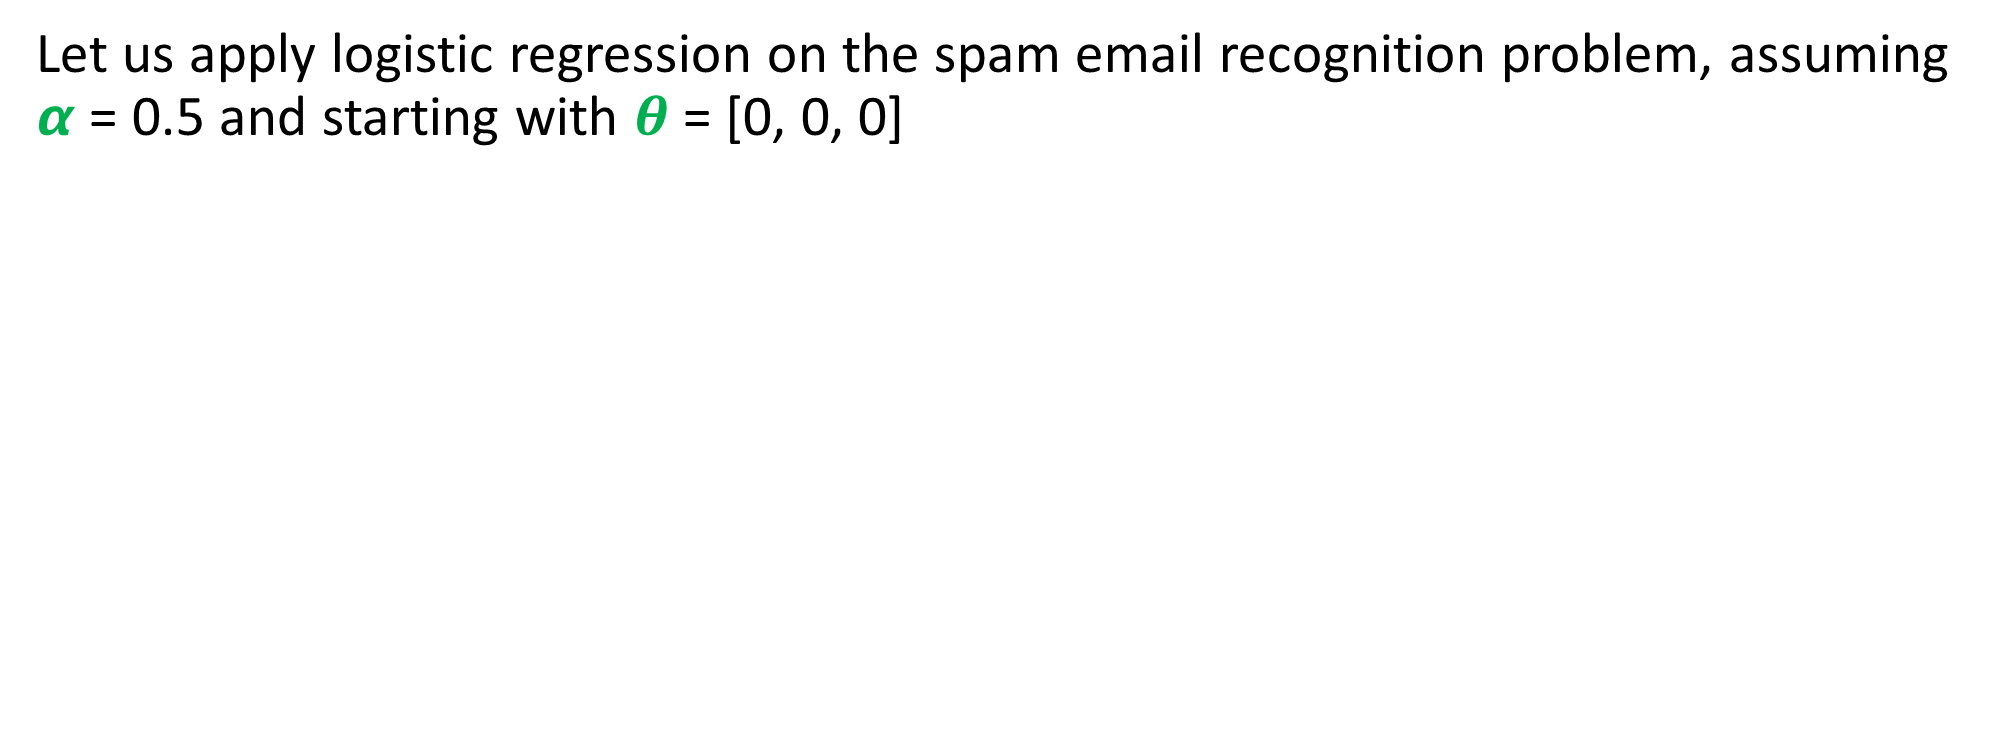 Let us apply logistic regression on the spam email recognition problem, assuming
α = 0.5 and starting with θ = [0, 0, 0]